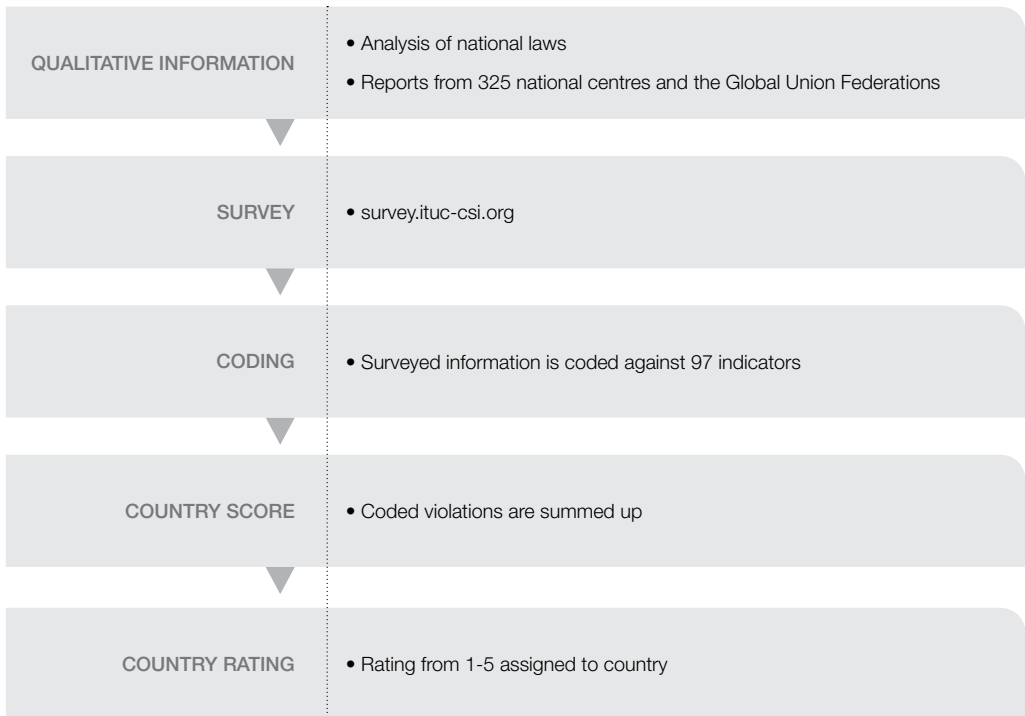 QUALITATIVE INFORMATION
• Analysis of national laws
• Reports from 325 national centres and the Global Union Federations
SURVEY
• survey.ituc-csi.org
CODING
• Surveyed information is coded against 97 indicators
COUNTRY SCORE
• Coded violations are summed up
COUNTRY RATING
• Rating from 1-5 assigned to country